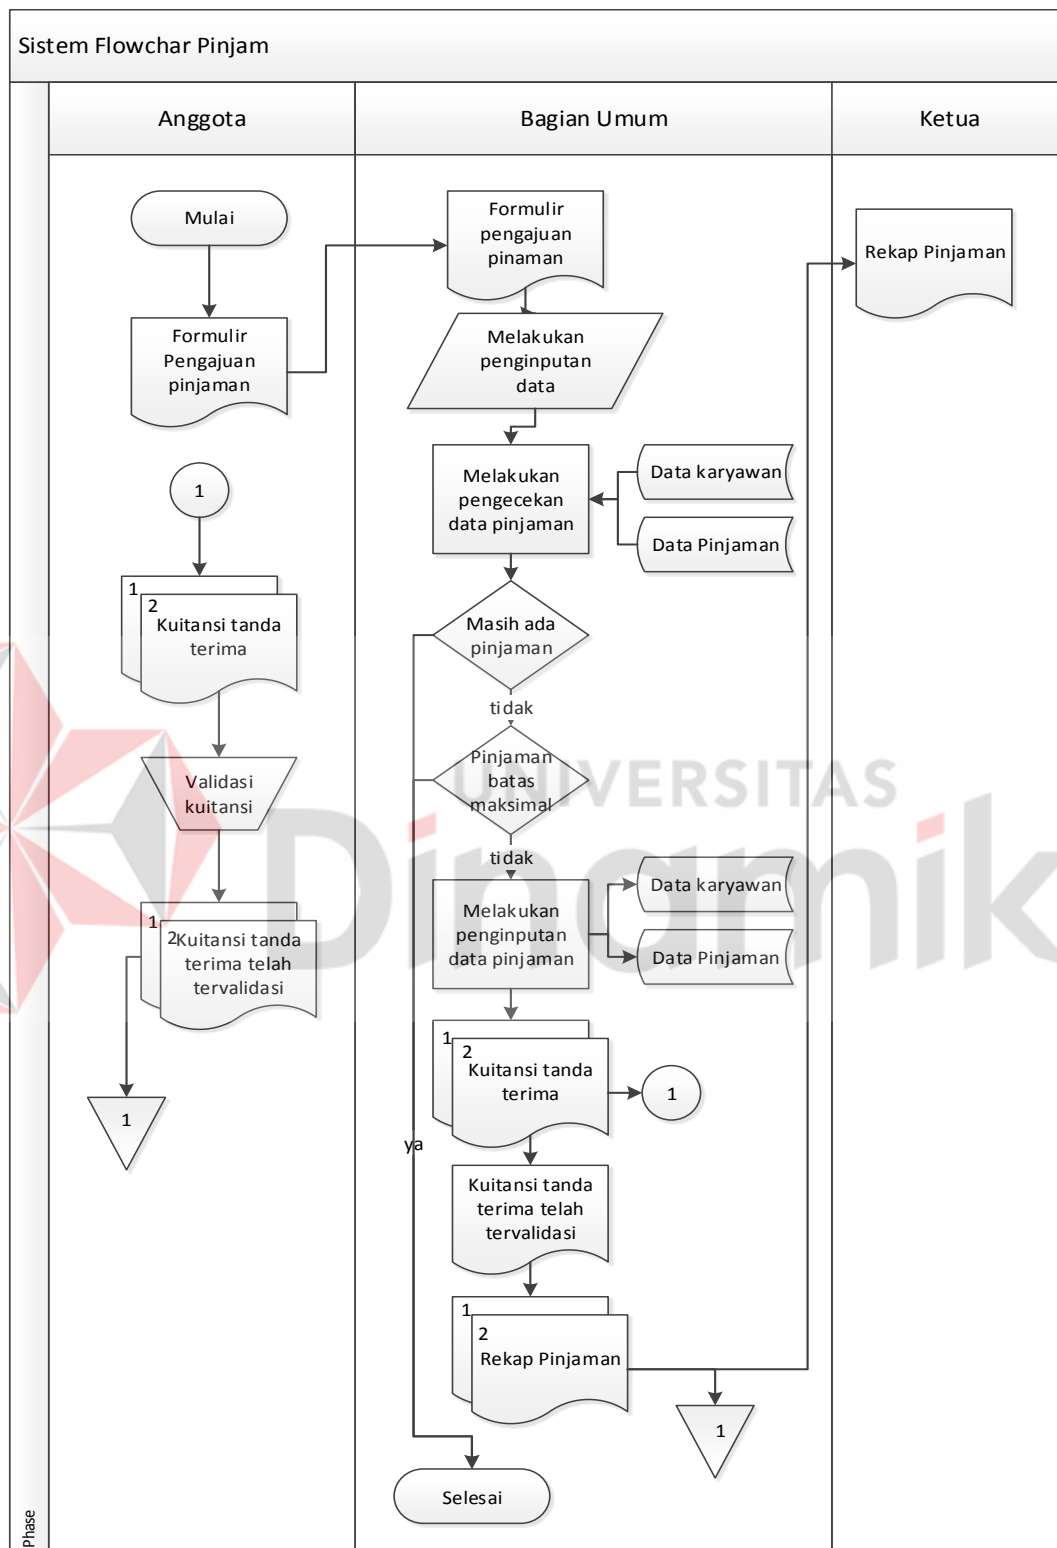 Sistem Flowchar Pinjam
Anggota
Bagian Umum
Ketua
Mulai
Formulir
Pengajuan
pinjaman
1
1
2
Kuitansi tanda
terima
Validasi
kuitansi
1
2
Kuitansi tanda
terima telah
tervalidasi
1
Formulir
pengajuan
pinaman
Melakukan
penginputan
data
Melakukan
pengecekan
data pinjaman
Data karyawan
Data Pinjaman
Masih ada
pinjaman
tidak
Pinjaman
batas
maksimal
tidak
Melakukan
penginputan
data pinjaman
Data karyawan
Data Pinjaman
1
2
Kuitansi tanda
terima
1
ya
Kuitansi tanda
terima telah
tervalidasi
1
2
Rekap Pinjaman
1
Selesai
Rekap Pinjaman
Phase
UNIVERSITAS
Dinamik